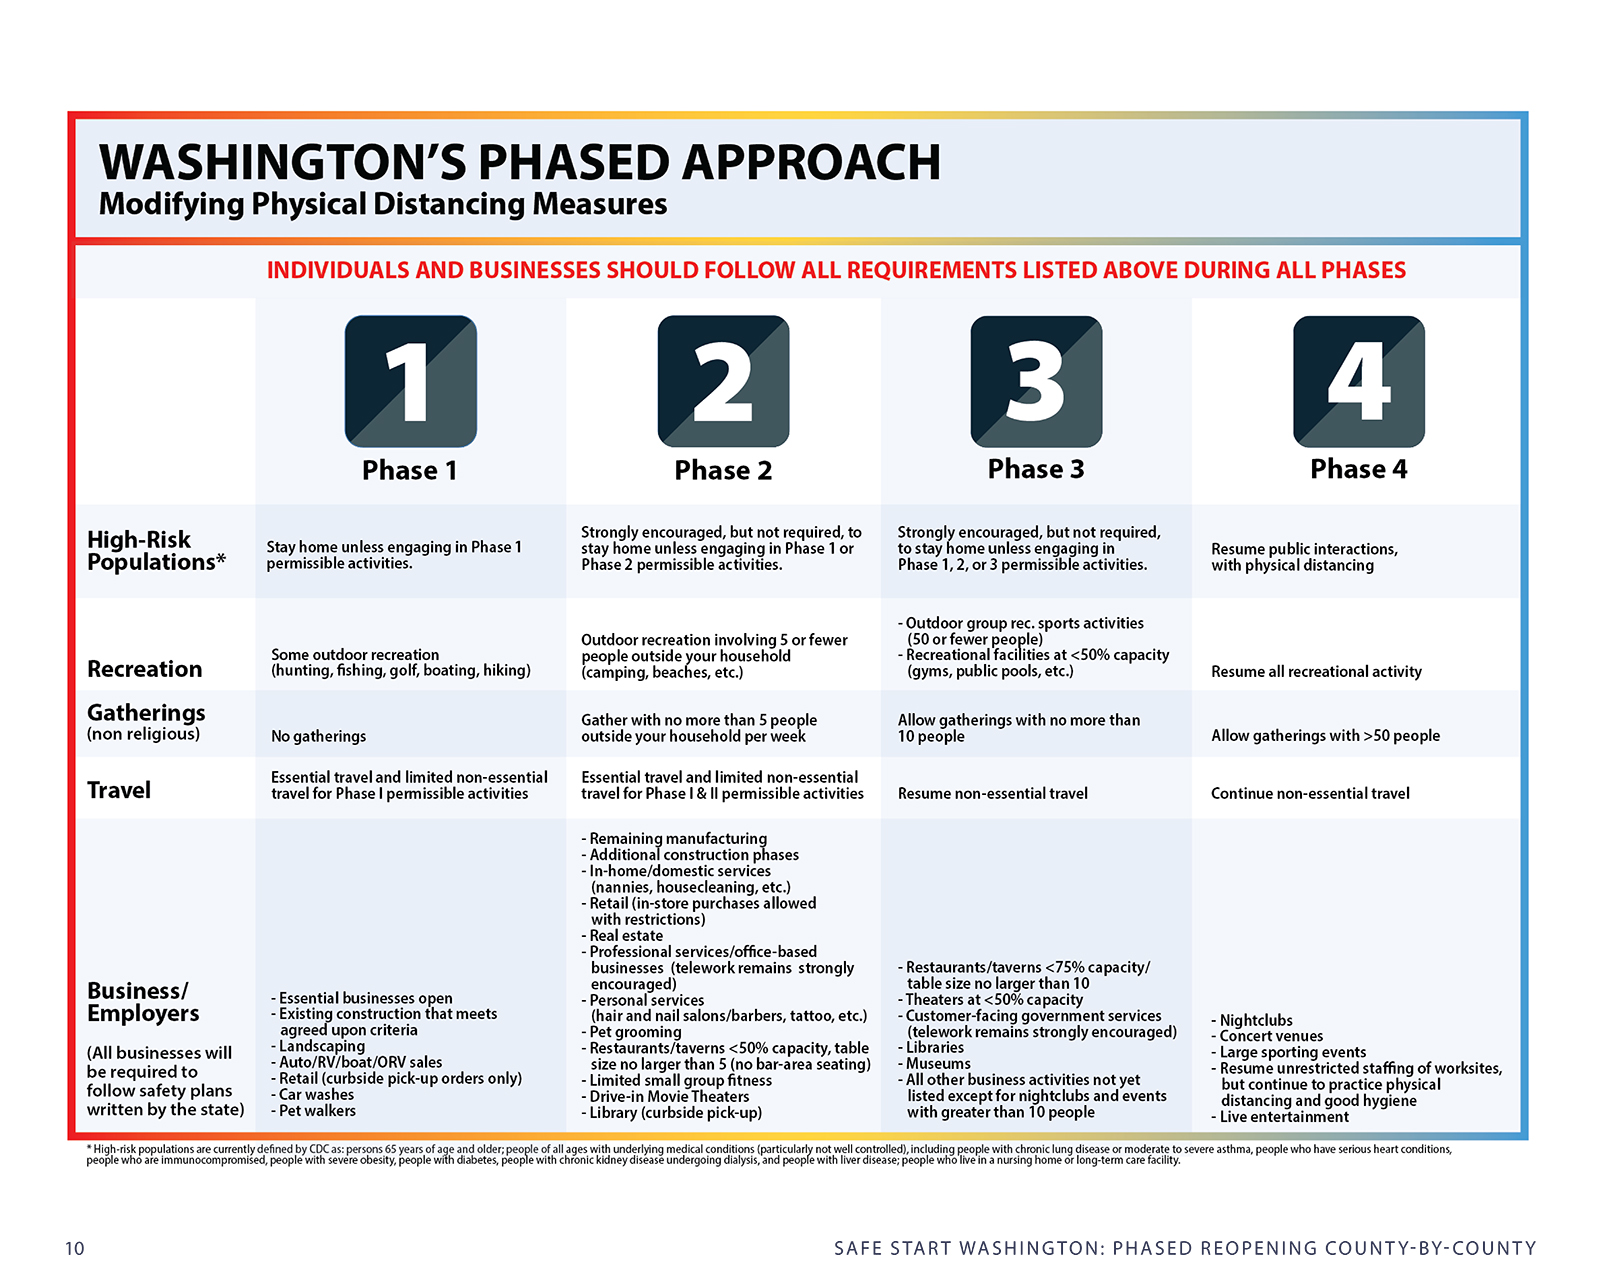 WASHINGTON'S PHASED APPROACH
Modifying Physical Distancing Measures
INDIVIDUALS AND BUSINESSES SHOULD FOLLOW ALL REQUIREMENTS LISTED ABOVE DURING ALL PHASES
1
Phase 1
2
Phase 2
3
Phase 3
4
Phase 4
High-Risk
Populations*
Stay home unless engaging in Phase 1
permissible activities.
Strongly encouraged, but not required, to
stay home unless engaging in Phase 1 or
Phase 2 permissible activities.
Strongly encouraged, but not required,
to stay home unless engaging in
Phase 1, 2, or 3 permissible activities.
Resume public interactions,
with physical distancing
Recreation
Some outdoor recreation
(hunting, fishing, golf, boating, hiking)
Outdoor recreation involving 5 or fewer
people outside your household
(camping, beaches, etc.)
- Outdoor group rec. sports activities
(50 or fewer people)
- Recreational facilities at <50% capacity
(gyms, public pools, etc.)
Resume all recreational activity
Gatherings
(non religious)
No gatherings
Gather with no more than 5 people
outside your household per week
Allow gatherings with no more than
10 people
Allow gatherings with >50 people
Travel
Essential travel and limited non-essential
travel for Phase I permissible activities
Essential travel and limited non-essential
travel for Phase I & II permissible activities
Resume non-essential travel
Continue non-essential travel
Business/
Employers
(All businesses will
be required to
follow safety plans
written by the state)
- Essential businesses open
- Existing construction that meets
agreed upon criteria
- Landscaping
- Auto/RV/boat/ORV sales
- Retail (curbside pick-up orders only)
- Car washes
- Pet walkers
- Remaining manufacturing
- Additional construction phases
- In-home/domestic services
(nannies, housecleaning, etc.)
- Retail (in-store purchases allowed
with restrictions)
- Real estate
- Professional services/office-based
businesses (telework remains strongly
encouraged)
- Personal services
(hair and nail salons/barbers, tattoo, etc.)
- Pet grooming
- Restaurants/taverns <50% capacity, table
size no larger than 5 (no bar-area seating)
- Limited small group fitness
- Drive-in Movie Theaters
- Library (curbside pick-up)
- Restaurants/taverns <75% capacity/
table size no larger than 10
- Theaters at <50% capacity
- Customer-facing government services
(telework remains strongly encouraged)
- Libraries
- Museums
- All other business activities not yet
listed except for nightclubs and events
with greater than 10 people
- Nightclubs
- Concert venues
- Large sporting events
- Resume unrestricted staffing of worksites,
but continue to practice physical
distancing and good hygiene
- Live entertainment
* High-risk populations are currently defined by CDC as: persons 65 years of age and older; people of all ages with underlying medical conditions (particularly not well controlled), including people with chronic lung disease or moderate to severe asthma, people who have serious heart conditions,
people who are immunocompromised, people with severe obesity, people with diabetes, people with chronic kidney disease undergoing dialysis, and people with liver disease; people who live in a nursing home or long-term care facility.
10
SAFE START WASHINGTON: PHASED REOPENING COUNTY-BY-COUNTY